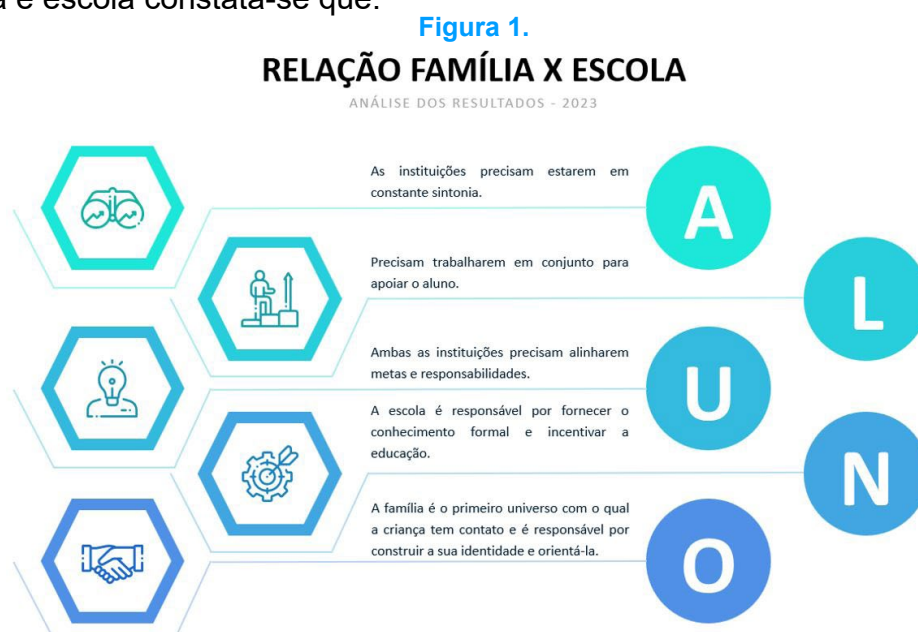 a e escola constata-se que:
Figura 1.
RELAÇÃO FAMÍLIA X ESCOLA
ANÁLISE DOS RESULTADOS - 2023
As instituições precisam estarem em
constante sintonia.
A
Precisam trabalharem em conjunto para
apoiar o aluno.
L
Ambas as instituições precisam alinharem
metas e responsabilidades.
U
A escola é responsável por fornecer o
conhecimento formal e incentivar a
educação.
N
A família é o primeiro universo com o qual
a criança tem contato e é responsável por
construir a sua identidade e orientá-la.
O